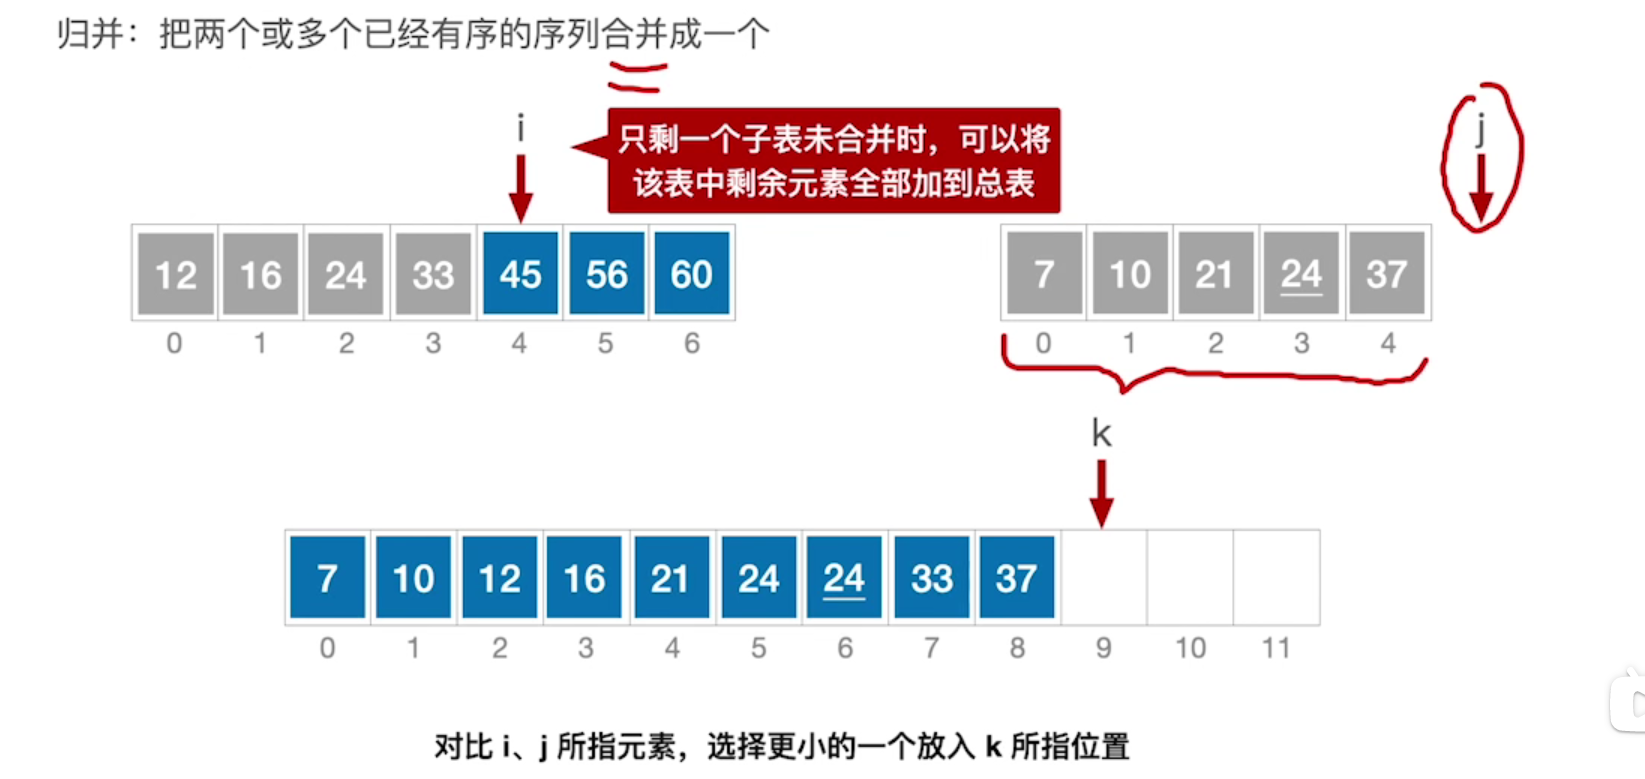 归并：把两个或多个已经有序的序列合并成一个
i
只剩一个子表未合并时，可以将
该表中剩余元素全部加到总表
j
12 16 24 33 45 56 60
0 1 2 3 4 5 6
7 10 21 24 37
0 1 2 3 4
k
7 10 12 16 21 24 24 33 37
0 1 2 3 4 5 6 7 8 9 10 11
对比 i、j 所指元素，选择更小的一个放入 k 所指位置